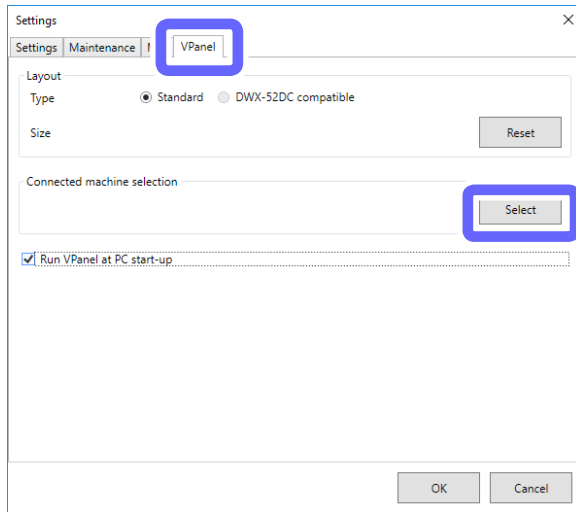 Settings
Settings Maintenance VPanel
Layout
Type Standard DWX-52DC compatible
Size Reset
Connected machine selection
Select
Run VPanel at PC start-up
OK Cancel